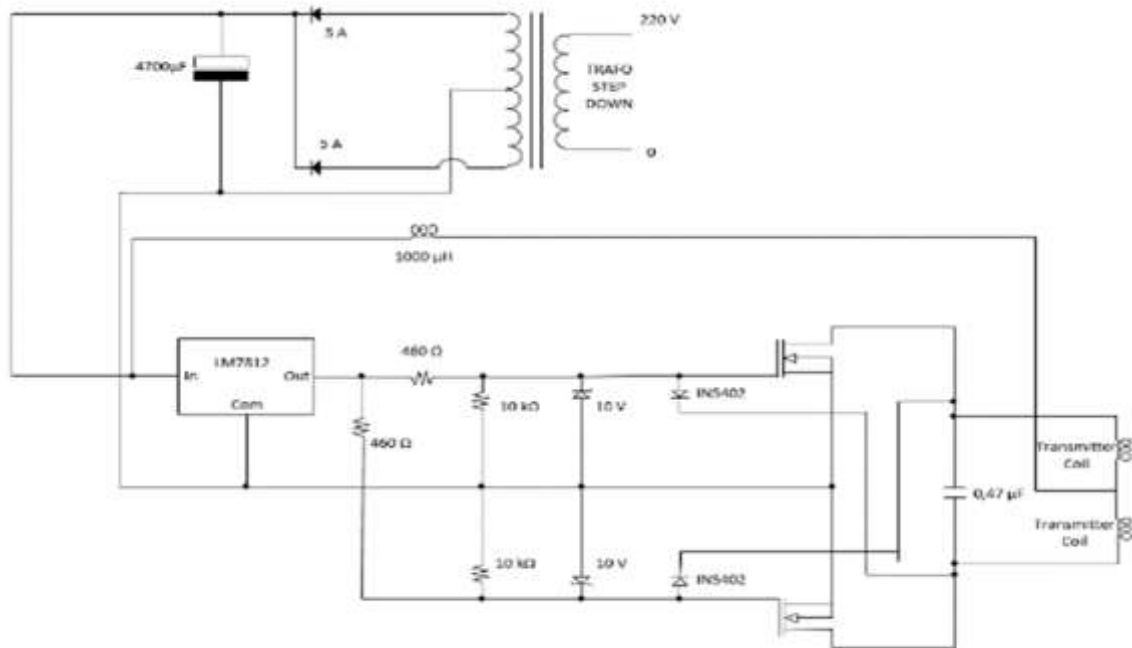 220 V
5 A
4700µF
TRAFO
STEP
DOWN
5 A
0
1000 µH
LM7812
In
Out
Com
460 Ω
10 kΩ
10 V
IN5402
460 Ω
Transmitter
Coil
0,47 µF
Transmitter
Coil
10 kΩ
10 V
IN5402